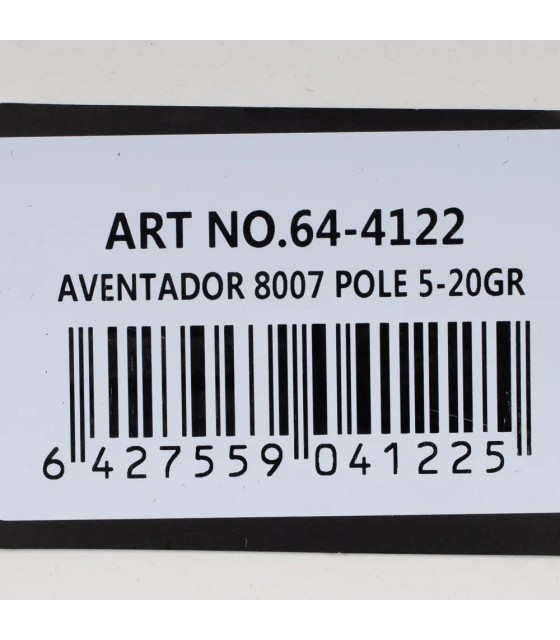 ART NO.64-4122
AVENTADOR 8007 POLE 5-20GR
6 427559 041225